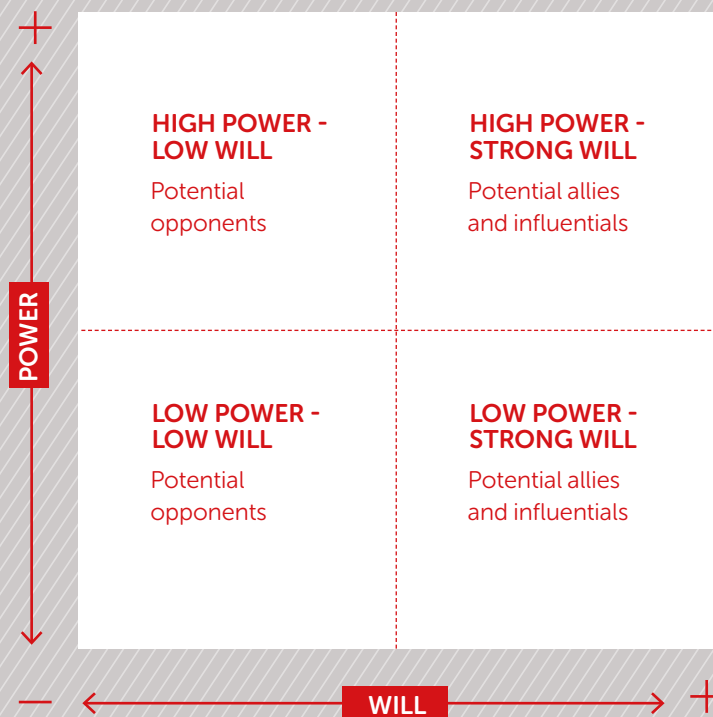 HIGH POWER -
LOW WILL
Potential
opponents
HIGH POWER -
STRONG WILL
Potential allies
and influentials
POWER
LOW POWER -
LOW WILL
Potential
opponents
LOW POWER -
STRONG WILL
Potential allies
and influentials
WILL